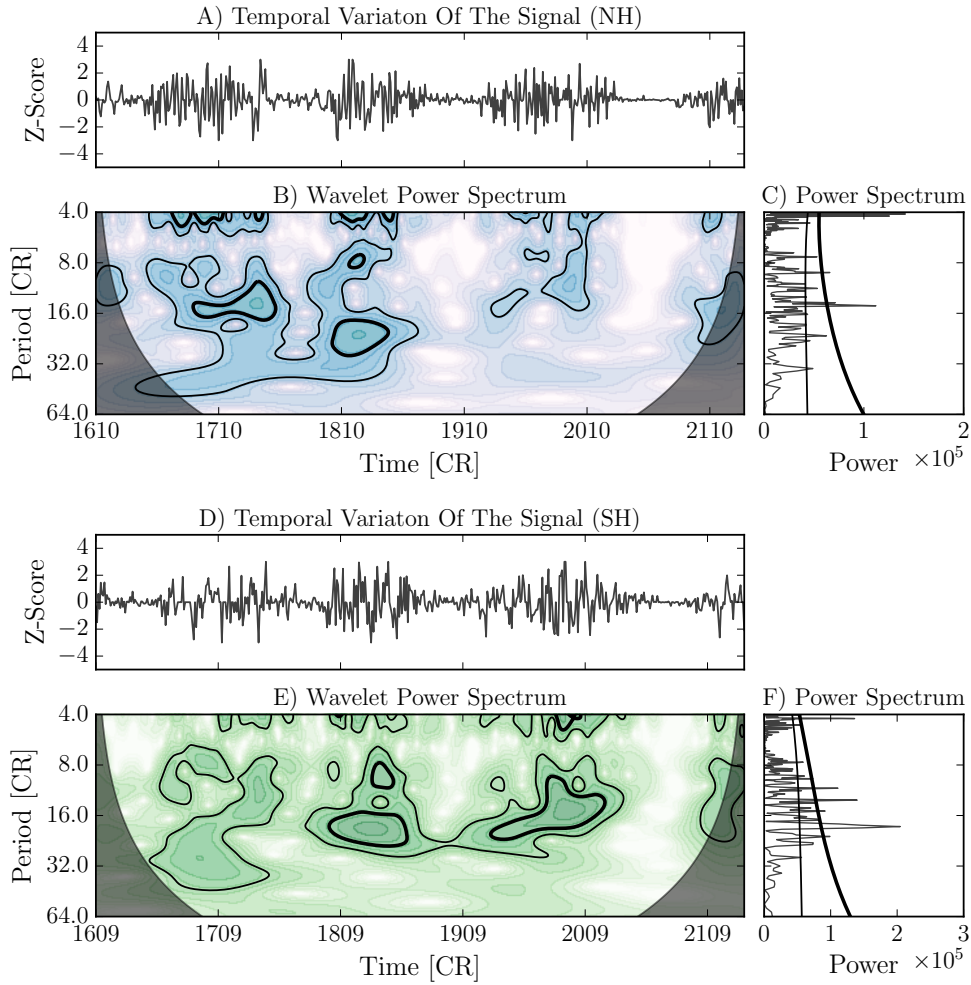 A) Temporal Variaton Of The Signal (NH)
Z-Score
4
2
0
−2
−4
B) Wavelet Power Spectrum
C) Power Spectrum
Period [CR]
4.0
8.0
16.0
32.0
64.0
1610 1710 1810 1910 2010 2110
Time [CR]
0 1 2
Power ×10^5
D) Temporal Variaton Of The Signal (SH)
Z-Score
4
2
0
−2
−4
E) Wavelet Power Spectrum
F) Power Spectrum
Period [CR]
4.0
8.0
16.0
32.0
64.0
1609 1709 1809 1909 2009 2109
Time [CR]
0 1 2 3
Power ×10^5